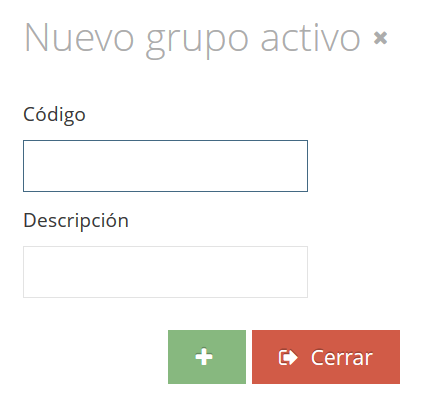 Nuevo grupo activo
Código
Descripción
Cerrar